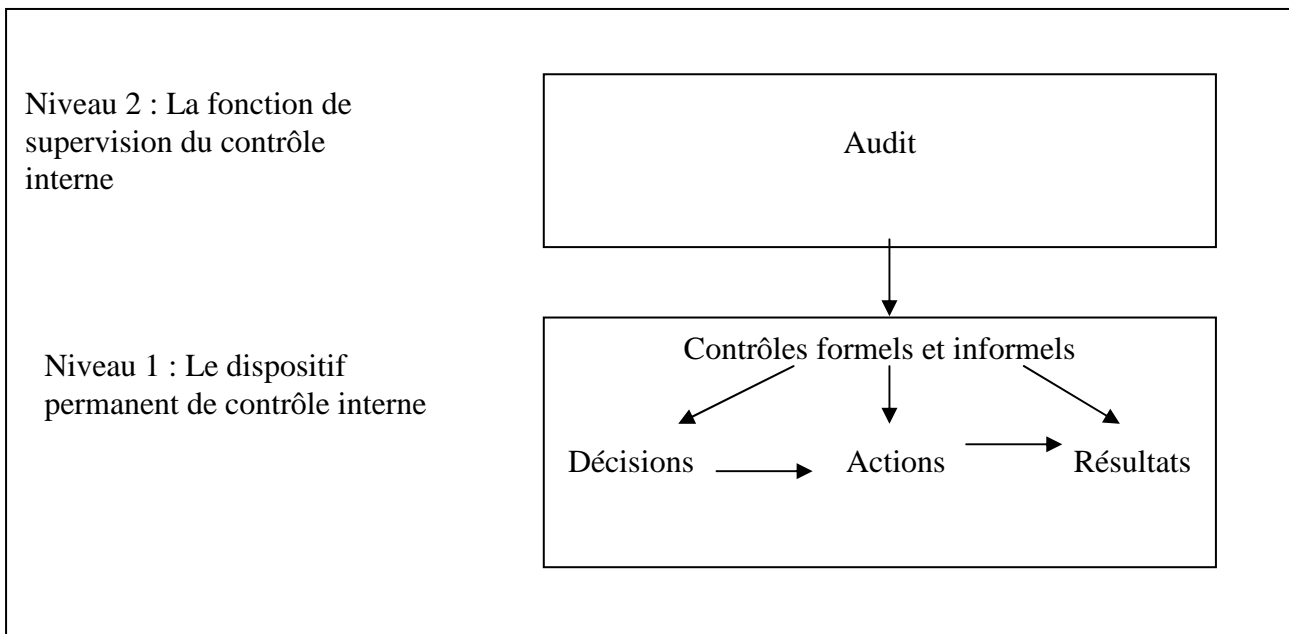 Niveau 2 : La fonction de
supervision du contrôle
interne
Audit
Niveau 1 : Le dispositif
permanent de contrôle interne
Contrôles formels et informels
Décisions
Actions
Résultats